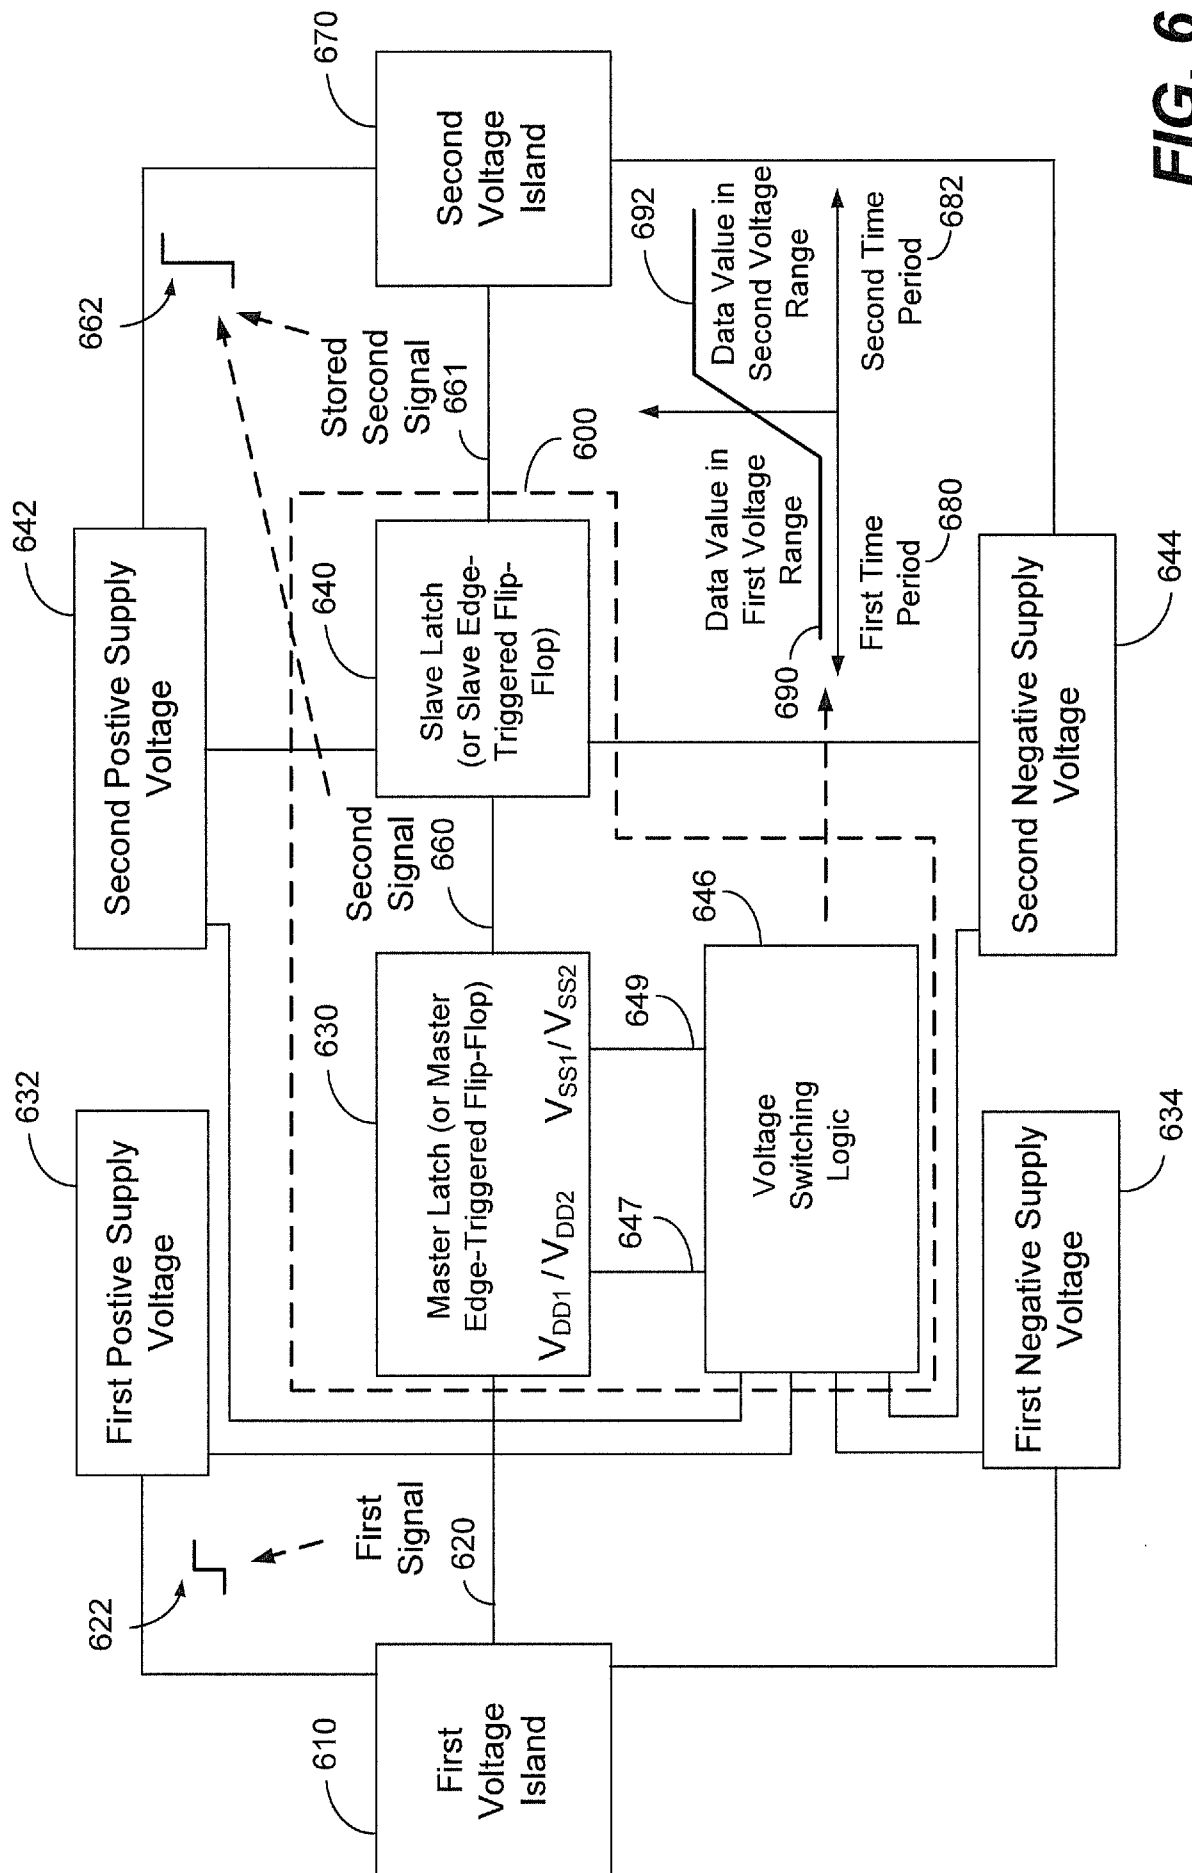 632
First Postive Supply
Voltage
642
Second Postive Supply
Voltage
622
First
Signal
662
Stored
Second
Signal
661
670
Second
Voltage
Island
610
First
Voltage
Island
620
630
Master Latch (or Master
Edge-Triggered Flip-Flop)
VDD1 / VDD2
VSS1 / VSS2
Second
Signal
660
640
Slave Latch
(or Slave Edge-
Triggered Flip-
Flop)
600
647
649
646
Voltage
Switching
Logic
690
Data Value in
First Voltage
Range
692
Data Value in
Second Voltage
Range
First Time
Period
680
Second Time
Period
682
First Negative Supply
Voltage
634
Second Negative Supply
Voltage
644
FIG. 6